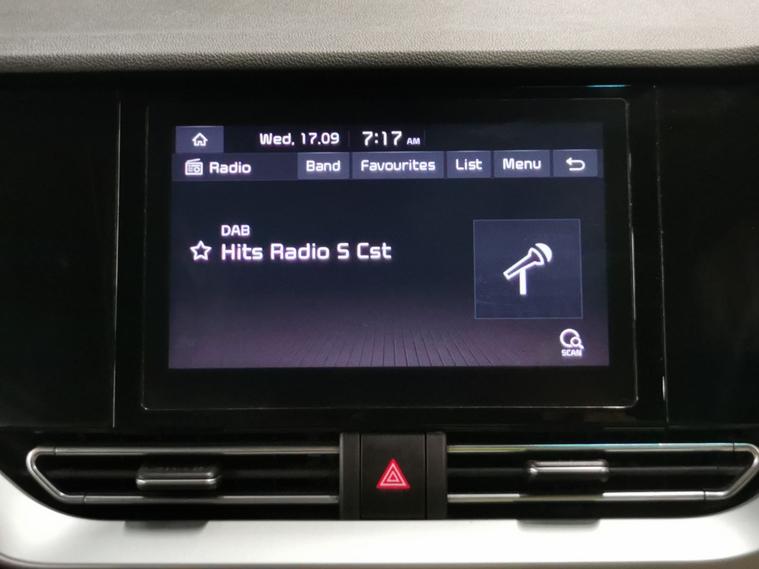 Wed, 17.09 7:17 AM
Radio Band Favourites List Menu
DAB
Hits Radio S Cst
SCAN